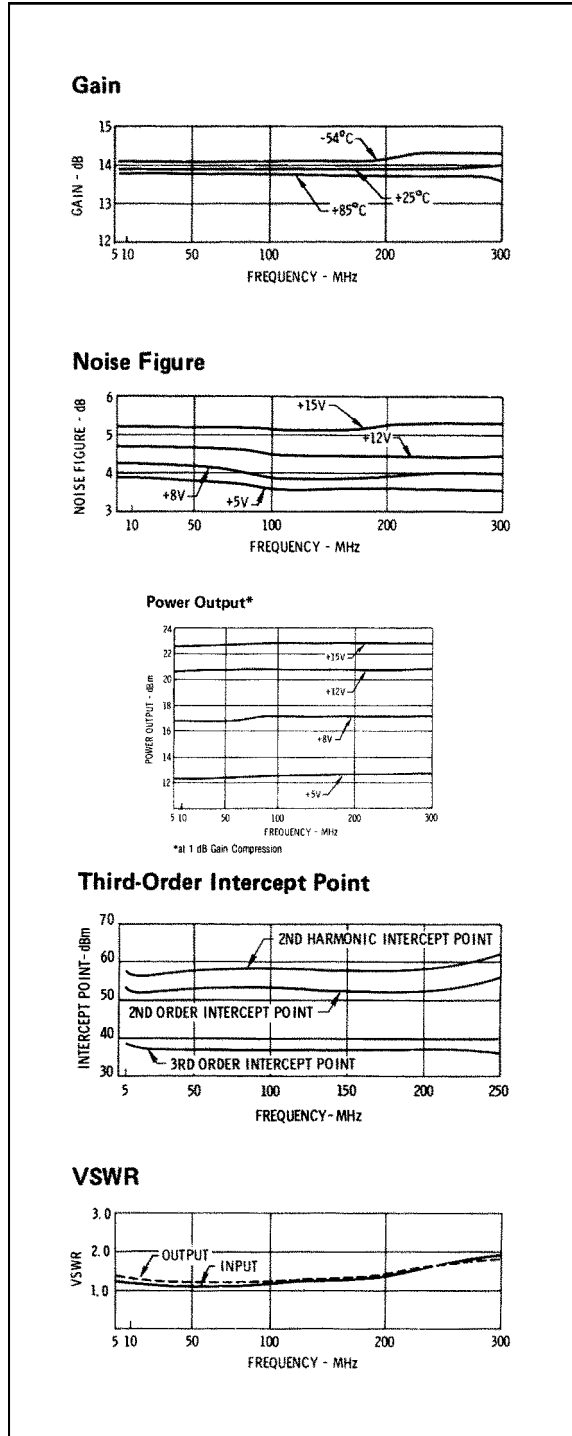 Gain
15
14
13
12
GAIN - dB
-54°C
+25°C
+85°C
5 10 50 100 200 300
FREQUENCY - MHz
Noise Figure
6
5
4
3
NOISE FIGURE - dB
+15V
+12V
+8V
+5V
10 50 100 200 300
FREQUENCY - MHz
Power Output*
24
22
20
18
16
14
12
POWER OUTPUT - dBm
+15V
+12V
+8V
+5V
5 10 50 100 200 300
FREQUENCY - MHz
*at 1 dB Gain Compression
Third-Order Intercept Point
70
60
50
40
30
INTERCEPT POINT-dBm
2ND HARMONIC INTERCEPT POINT
2ND ORDER INTERCEPT POINT
3RD ORDER INTERCEPT POINT
5 50 100 150 200 250
FREQUENCY-MHz
VSWR
3.0
2.0
1.0
VSWR
OUTPUT
INPUT
5 10 50 100 200 300
FREQUENCY - MHz